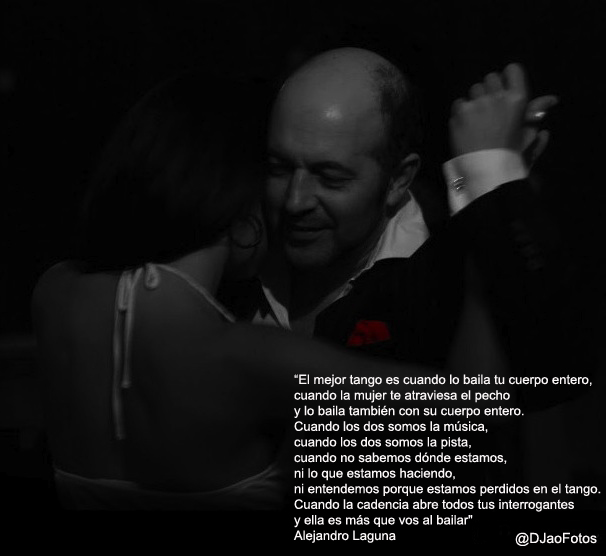 “El mejor tango es cuando lo baila tu cuerpo entero,
cuando la mujer te atraviesa el pecho
y lo baila también con su cuerpo entero.
Cuando los dos somos la música,
cuando los dos somos la pista,
cuando no sabemos dónde estamos,
ni lo que estamos haciendo,
ni entendemos porque estamos perdidos en el tango.
Cuando la cadencia abre todos tus interrogantes
y ella es más que vos al bailar”
Alejandro Laguna
@DJaoFotos